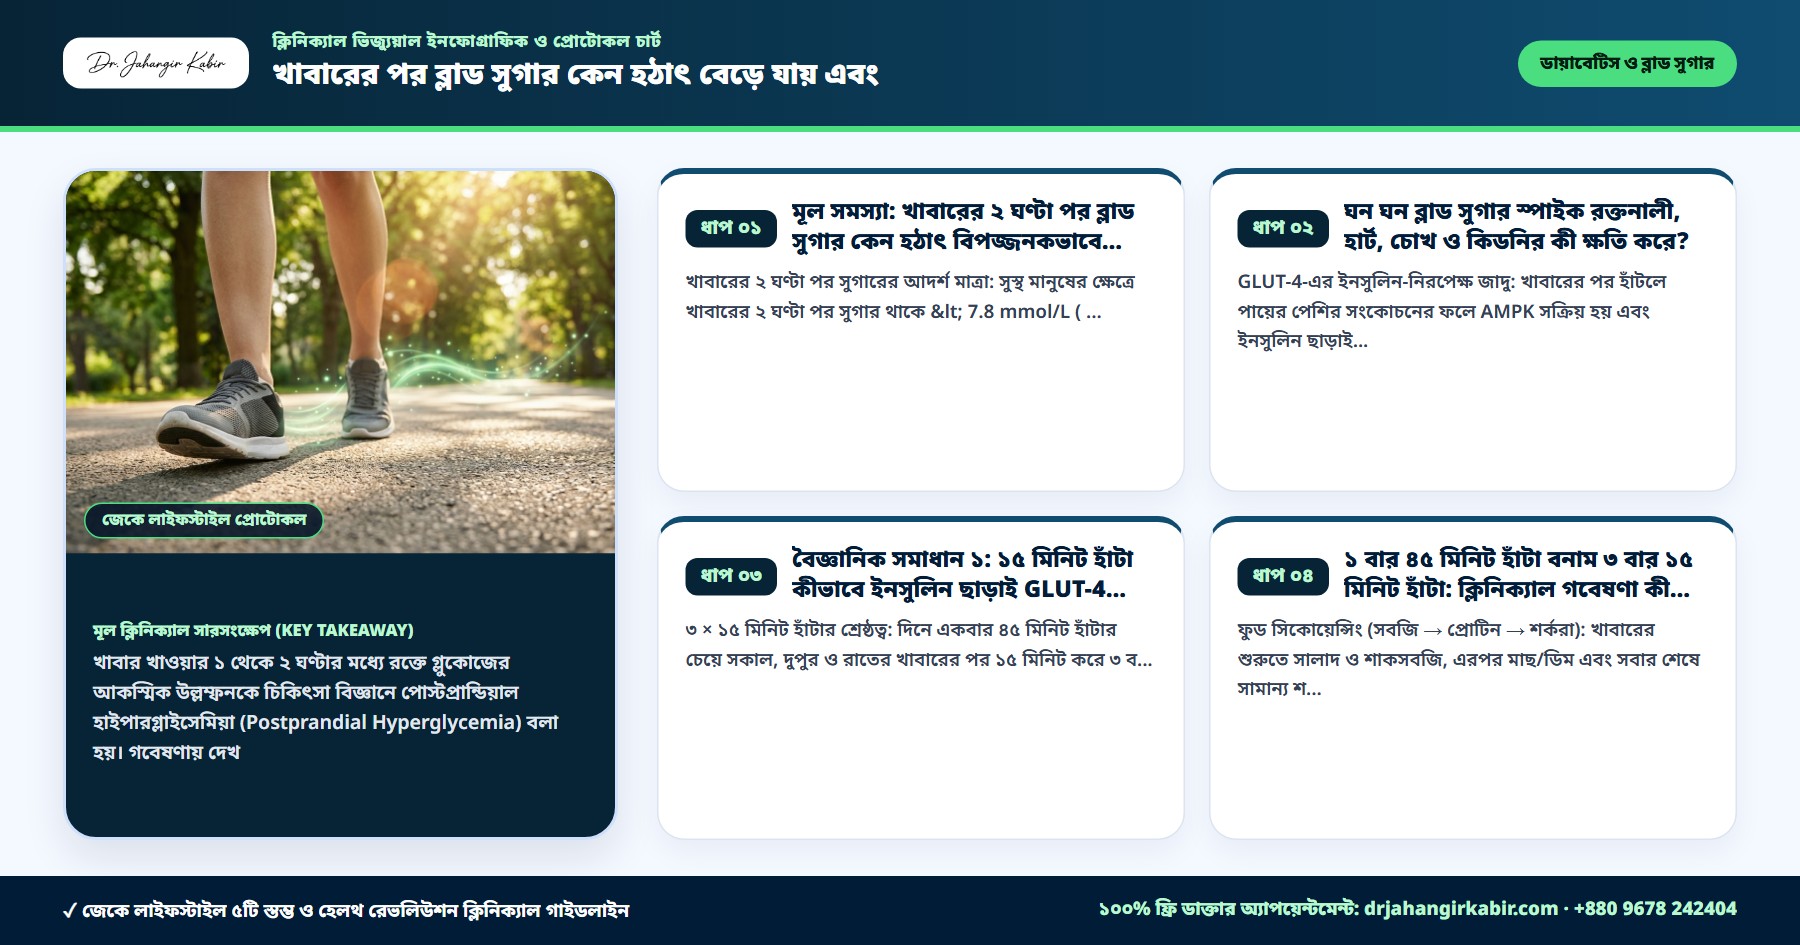 Dr. Jahangir Kabir
ক্লিনিক্যাল ভিজ্যুয়াল ইনফোগ্রাফিক ও প্রোটোকল চার্ট
খাবারের পর ব্লাড সুগার কেন হঠাৎ বেড়ে যায় এবং
ডায়াবেটিস ও ব্লাড সুগার
জেকে লাইফস্টাইল প্রোটোকল
মূল ক্লিনিক্যাল সারসংক্ষেপ (KEY TAKEAWAY)
খাবার খাওয়ার ১ থেকে ২ ঘণ্টার মধ্যে রক্তে গ্লুকোজের
আকস্মিক উল্লম্ফনকে চিকিৎসা বিজ্ঞানে পোস্টপ্রান্ডিয়াল
হাইপারগ্লাইসেমিয়া (Postprandial Hyperglycemia) বলা
হয়। গবেষণায় দেখ
ধাপ ০১
মূল সমস্যা: খাবারের ২ ঘণ্টা পর ব্লাড
সুগার কেন হঠাৎ বিপজ্জনকভাবে...
খাবারের ২ ঘণ্টা পর সুগারের আদর্শ মাত্রা: সুস্থ মানুষের ক্ষেত্রে
খাবারের ২ ঘণ্টা পর সুগার থাকে &lt; 7.8 mmol/L ( ...
ধাপ ০২
ঘন ঘন ব্লাড সুগার স্পাইক রক্তনালী,
হার্ট, চোখ ও কিডনির কী ক্ষতি করে?
GLUT-4-এর ইনসুলিন-নিরপেক্ষ জাদু: খাবারের পর হাঁটলে
পায়ের পেশির সংকোচনের ফলে AMPK সক্রিয় হয় এবং
ইনসুলিন ছাড়াই...
ধাপ ০৩
বৈজ্ঞানিক সমাধান ১: ১৫ মিনিট হাঁটা
কীভাবে ইনসুলিন ছাড়াই GLUT-4...
৩ × ১৫ মিনিট হাঁটার শ্রেষ্ঠত্ব: দিনে একবার ৪৫ মিনিট হাঁটার
চেয়ে সকাল, দুপুর ও রাতের খাবারের পর ১৫ মিনিট করে ৩ ব...
ধাপ ০৪
১ বার ৪৫ মিনিট হাঁটা বনাম ৩ বার ১৫
মিনিট হাঁটা: ক্লিনিক্যাল গবেষণা কী...
ফুড সিকোয়েন্সিং (সবজি → প্রোটিন → শর্করা): খাবারের
শুরুতে সালাদ ও শাকসবজি, এরপর মাছ/ডিম এবং সবার শেষে
সামান্য শ...
✓ জেকে লাইফস্টাইল ৫টি স্তম্ভ ও হেলথ রেভলিউশন ক্লিনিক্যাল গাইডলাইন
১০০% ফ্রি ডাক্তার অ্যাপয়েন্টমেন্ট: drjahangirkabir.com · +880 9678 242404